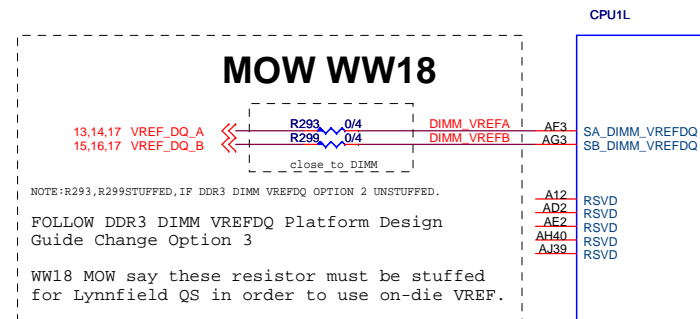 CPU1L
MOW WW18
13,14,17 VREF_DQ_A R293 0/4 DIMM_VREFA AF3 SA_DIMM_VREFDQ
15,16,17 VREF_DQ_B R299 0/4 DIMM_VREFB AG3 SB_DIMM_VREFDQ
close to DIMM
NOTE:R293,R299STUFFED,IF DDR3 DIMM VREFDQ OPTION 2 UNSTUFFED.
A12 RSVD
AD2 RSVD
AE2 RSVD
AH40 RSVD
AJ39 RSVD
FOLLOW DDR3 DIMM VREFDQ Platform Design
Guide Change Option 3
WW18 MOW say these resistor must be stuffed
for Lynnfield QS in order to use on-die VREF.